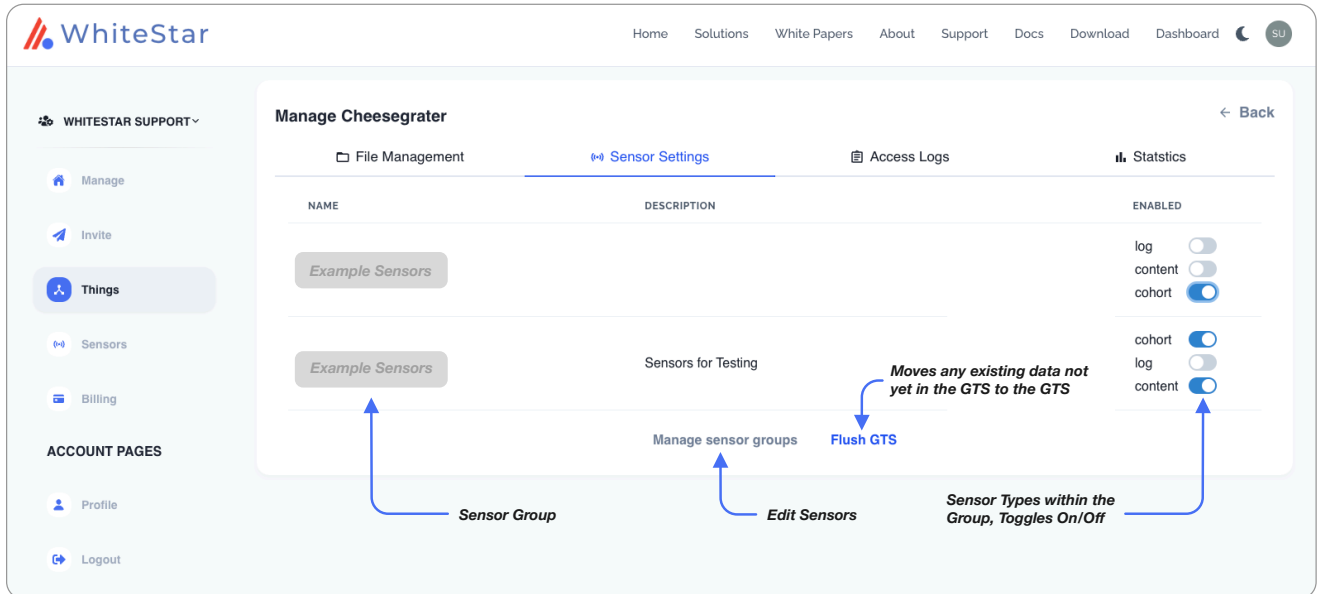 WhiteStar
Home Solutions White Papers About Support Docs Download Dashboard SU
WHITESTAR SUPPORT
Manage
Invite
Things
Sensors
Billing
ACCOUNT PAGES
Profile
Logout
Manage Cheesegrater
← Back
File Management Sensor Settings Access Logs Statstics
NAME DESCRIPTION ENABLED
Example Sensors
log
content
cohort
Example Sensors
Sensors for Testing
cohort
log
content
Moves any existing data not
yet in the GTS to the GTS
Manage sensor groups Flush GTS
Sensor Group
Edit Sensors
Sensor Types within the
Group, Toggles On/Off